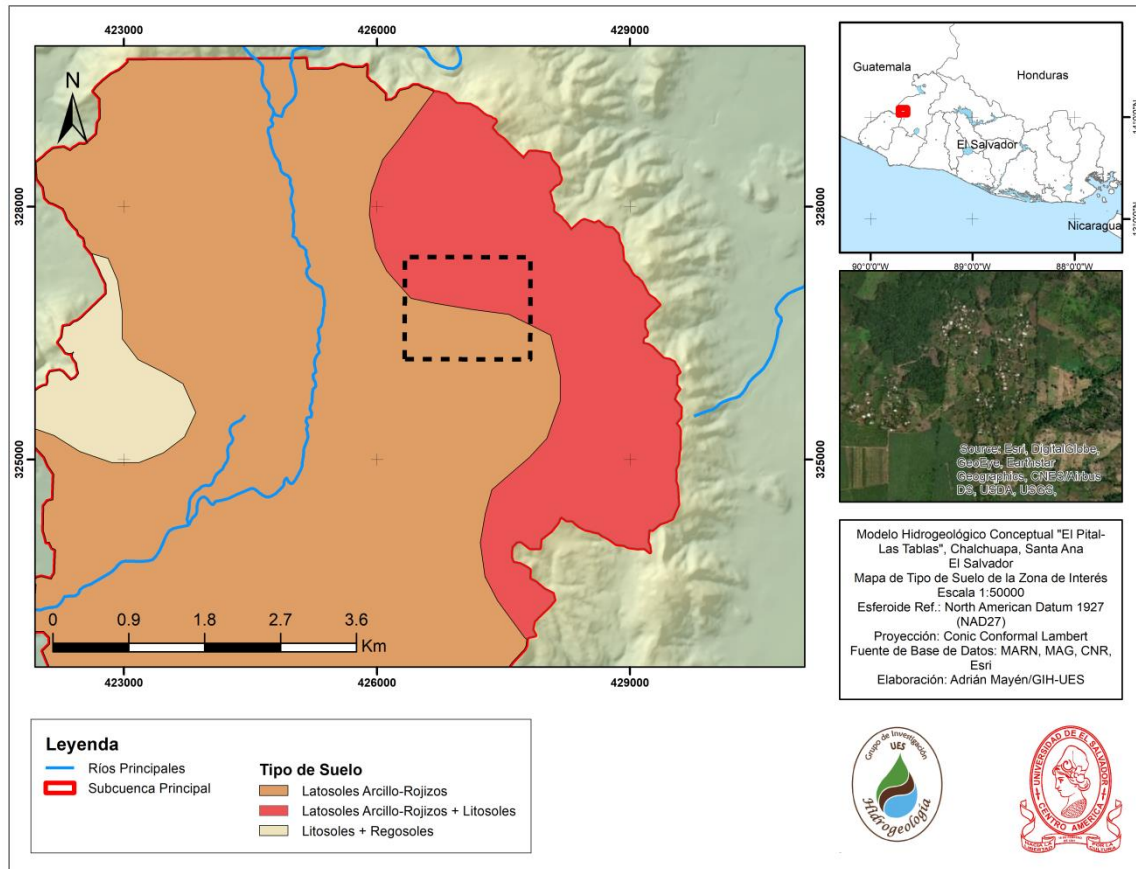 423000
426000
429000
N
328000
325000
328000
325000
0
0.9
1.8
2.7
3.6
Km
423000
426000
429000
Guatemala
Honduras
El Salvador
Nicaragua
90°0'0"W
89°0'0"W
88°0'0"W
Source: Esri, DigitalGlobe,
GeoEye, Earthstar
Geographics, CNES/Airbus
DS, USDA, USGS,
Modelo Hidrogeológico Conceptual "El Pital-
Las Tablas", Chalchuapa, Santa Ana
El Salvador
Mapa de Tipo de Suelo de la Zona de Interés
Escala 1:50000
Esferoide Ref.: North American Datum 1927
(NAD27)
Proyección: Conic Conformal Lambert
Fuente de Base de Datos: MARN, MAG, CNR,
Esri
Elaboración: Adrián Mayén/GIH-UES
Leyenda
Ríos Principales
Subcuenca Principal
Tipo de Suelo
Latosoles Arcillo-Rojizos
Latosoles Arcillo-Rojizos + Litosoles
Litosoles + Regosoles
Grupo de Investigación
UES
Hidrogeología
UNIVERSIDAD DE EL SALVADOR
CENTRO AMERICA
HACIA LA
LIBERTAD
POR LA
CULTURA